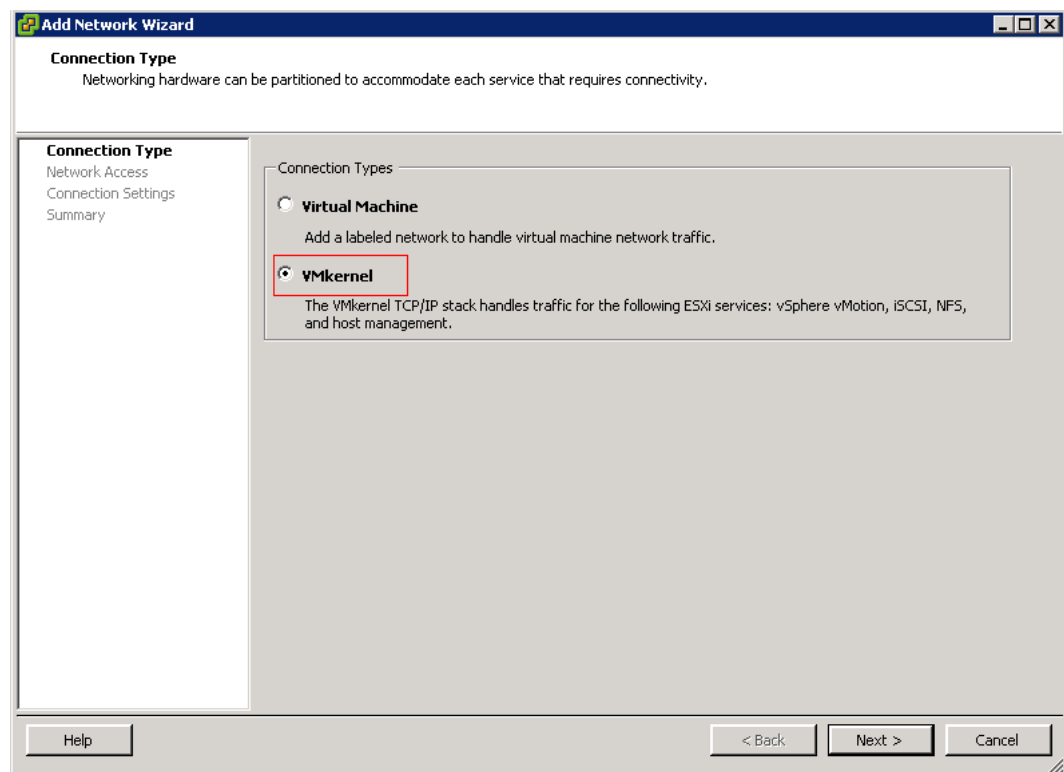 Add Network Wizard
Connection Type
Networking hardware can be partitioned to accommodate each service that requires connectivity.
Connection Type
Network Access
Connection Settings
Summary
Connection Types
Virtual Machine
Add a labeled network to handle virtual machine network traffic.
VMkernel
The VMkernel TCP/IP stack handles traffic for the following ESXi services: vSphere vMotion, iSCSI, NFS,
and host management.
Help
< Back
Next >
Cancel